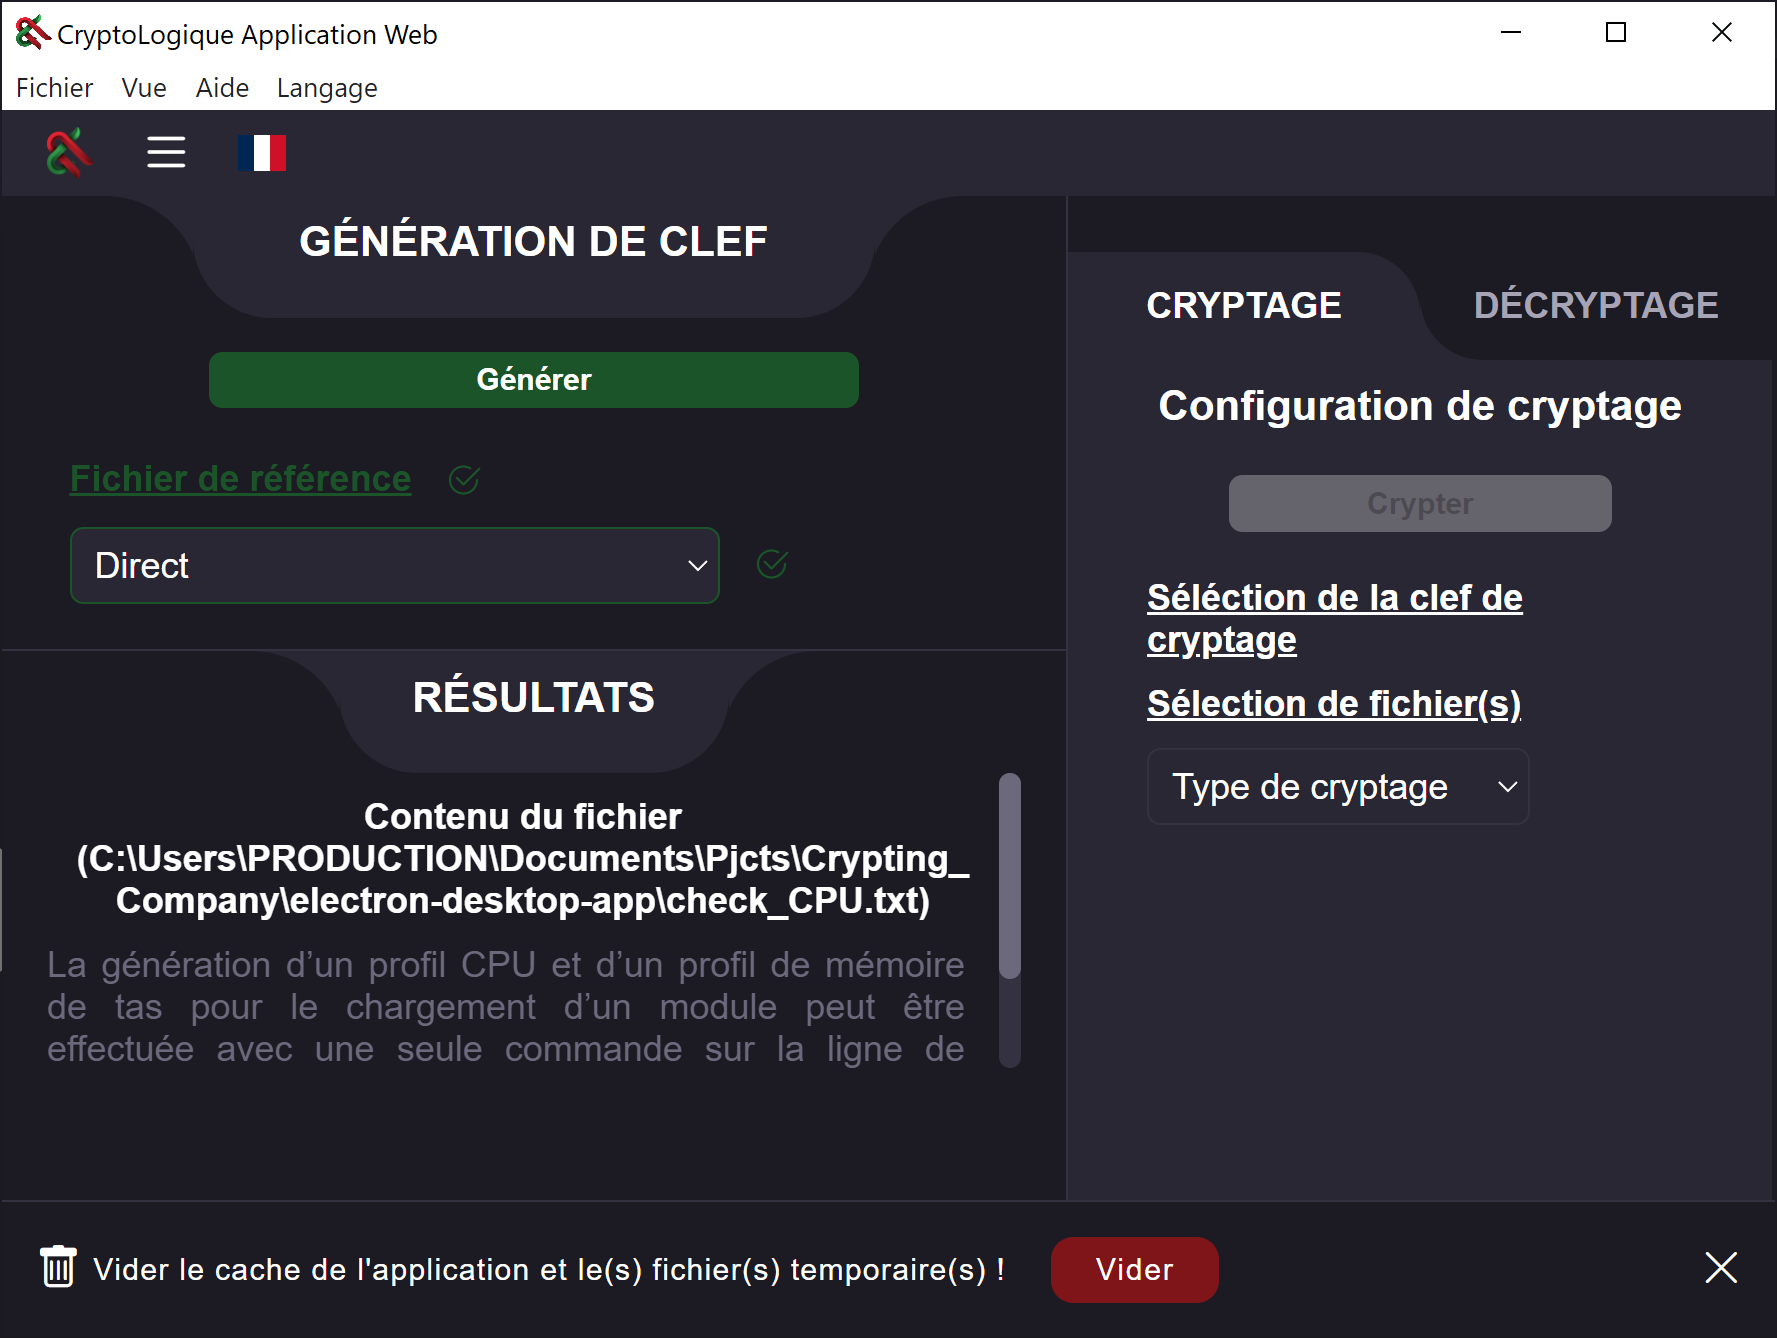 CryptoLogique Application Web
Fichier Vue Aide Langage
GÉNÉRATION DE CLEF
Générer
Fichier de référence
Direct
RÉSULTATS
Contenu du fichier
(C:\Users\PRODUCTION\Documents\Pjcts\Crypting_
Company\electron-desktop-app\check_CPU.txt)
La génération d’un profil CPU et d’un profil de mémoire
de tas pour le chargement d’un module peut être
effectuée avec une seule commande sur la ligne de
CRYPTAGE
DÉCRYPTAGE
Configuration de cryptage
Crypter
Séléction de la clef de
cryptage
Sélection de fichier(s)
Type de cryptage
Vider le cache de l'application et le(s) fichier(s) temporaire(s) !
Vider